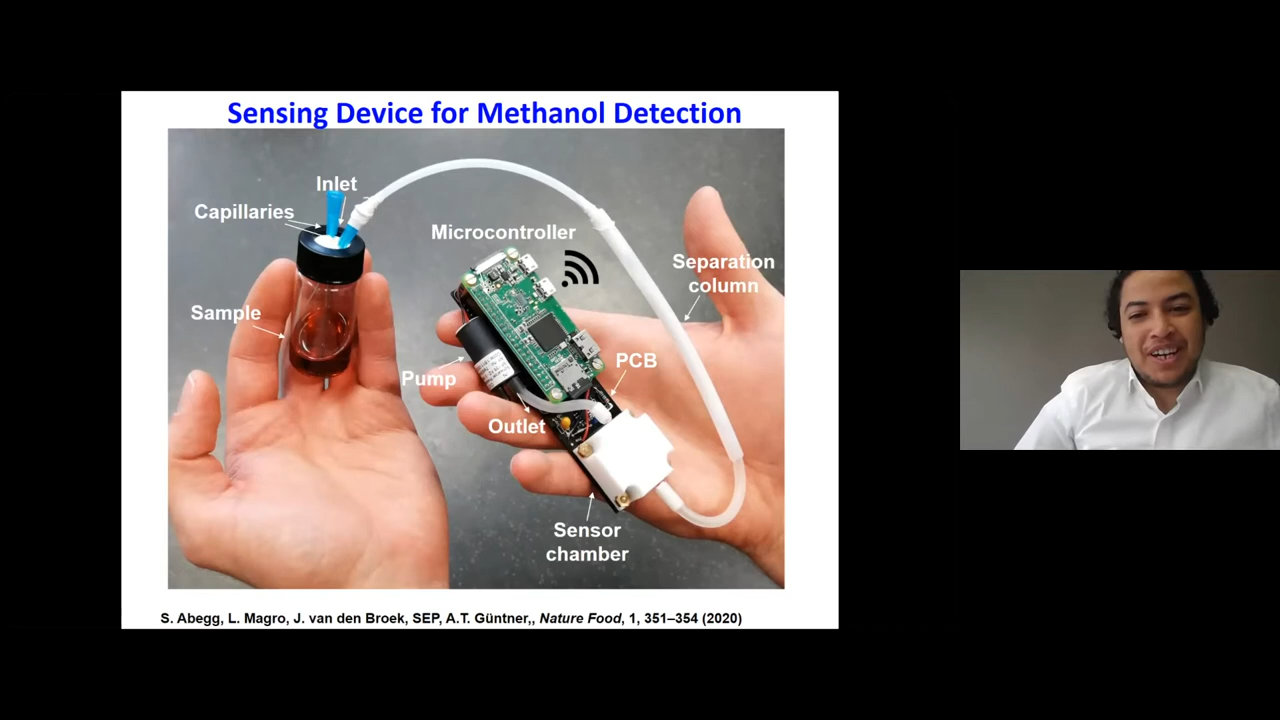 Sensing Device for Methanol Detection
Inlet
Capillaries
Microcontroller
Separation
column
Sample
PCB
Pump
Outlet
Sensor
chamber
S. Abegg, L. Magro, J. van den Broek, SEP, A.T. Güntner,, Nature Food, 1, 351–354 (2020)